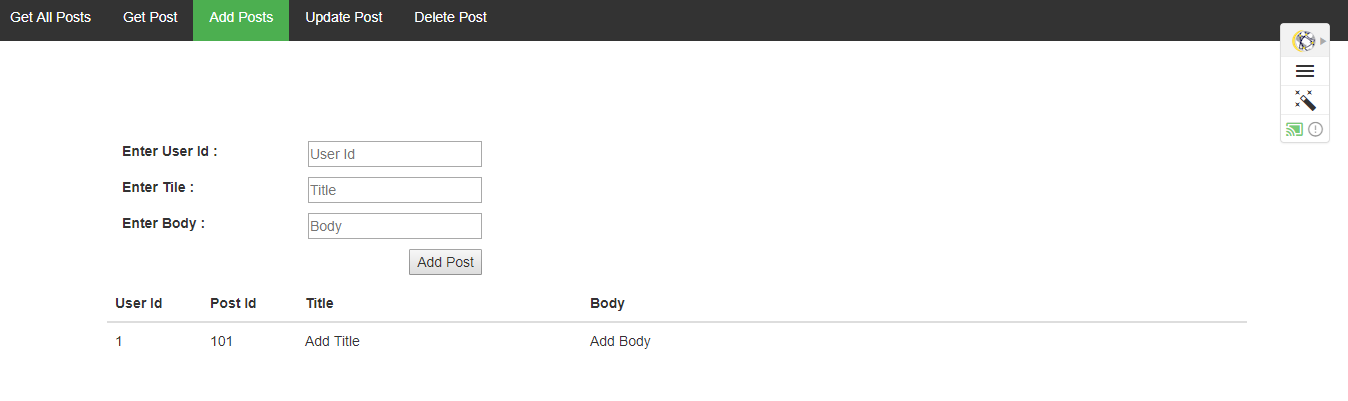 Get All Posts Get Post Add Posts Update Post Delete Post
Enter User Id : User Id
Enter Tile : Title
Enter Body : Body
Add Post
User Id Post Id Title Body
1 101 Add Title Add Body